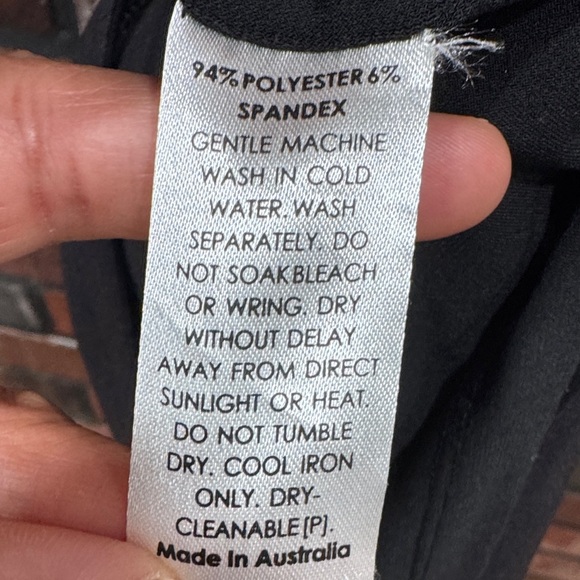 94% POLYESTER 6%
SPANDEX
GENTLE MACHINE
WASH IN COLD
WATER. WASH
SEPARATELY. DO
NOT SOAKBLEACH
OR WRING. DRY
WITHOUT DELAY
AWAY FROM DIRECT
SUNLIGHT OR HEAT.
DO NOT TUMBLE
DRY. COOL IRON
ONLY. DRY-
CLEANABLE[P].
Made In Australia